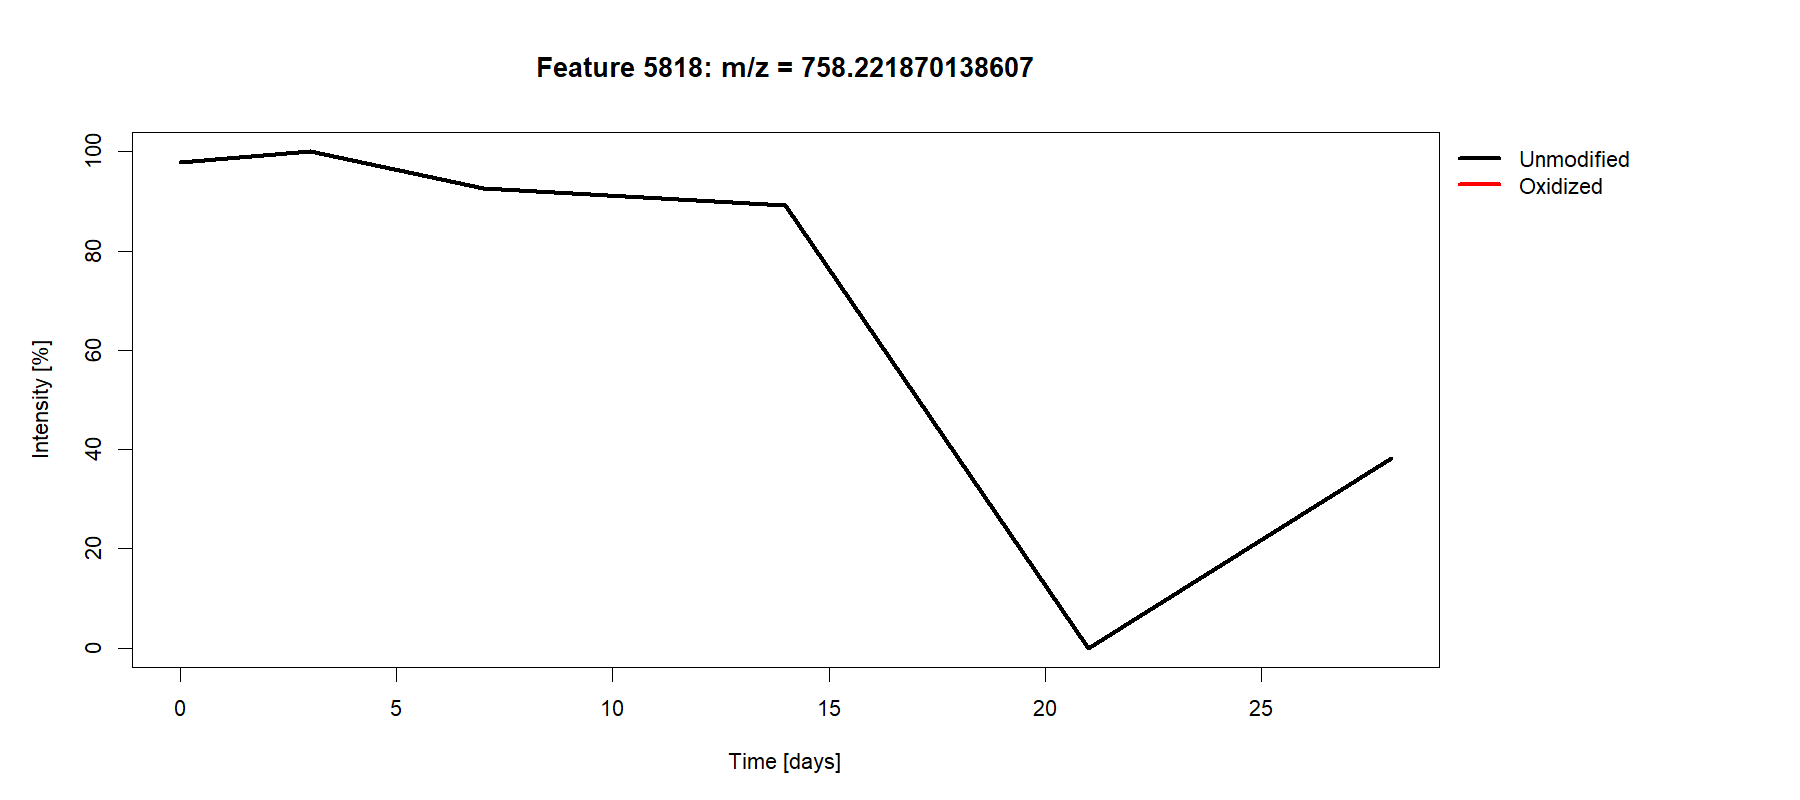 Feature 5818: m/z = 758.221870138607
Unmodified
Oxidized
Intensity [%]
100
80
60
40
20
0
0 5 10 15 20 25
Time [days]